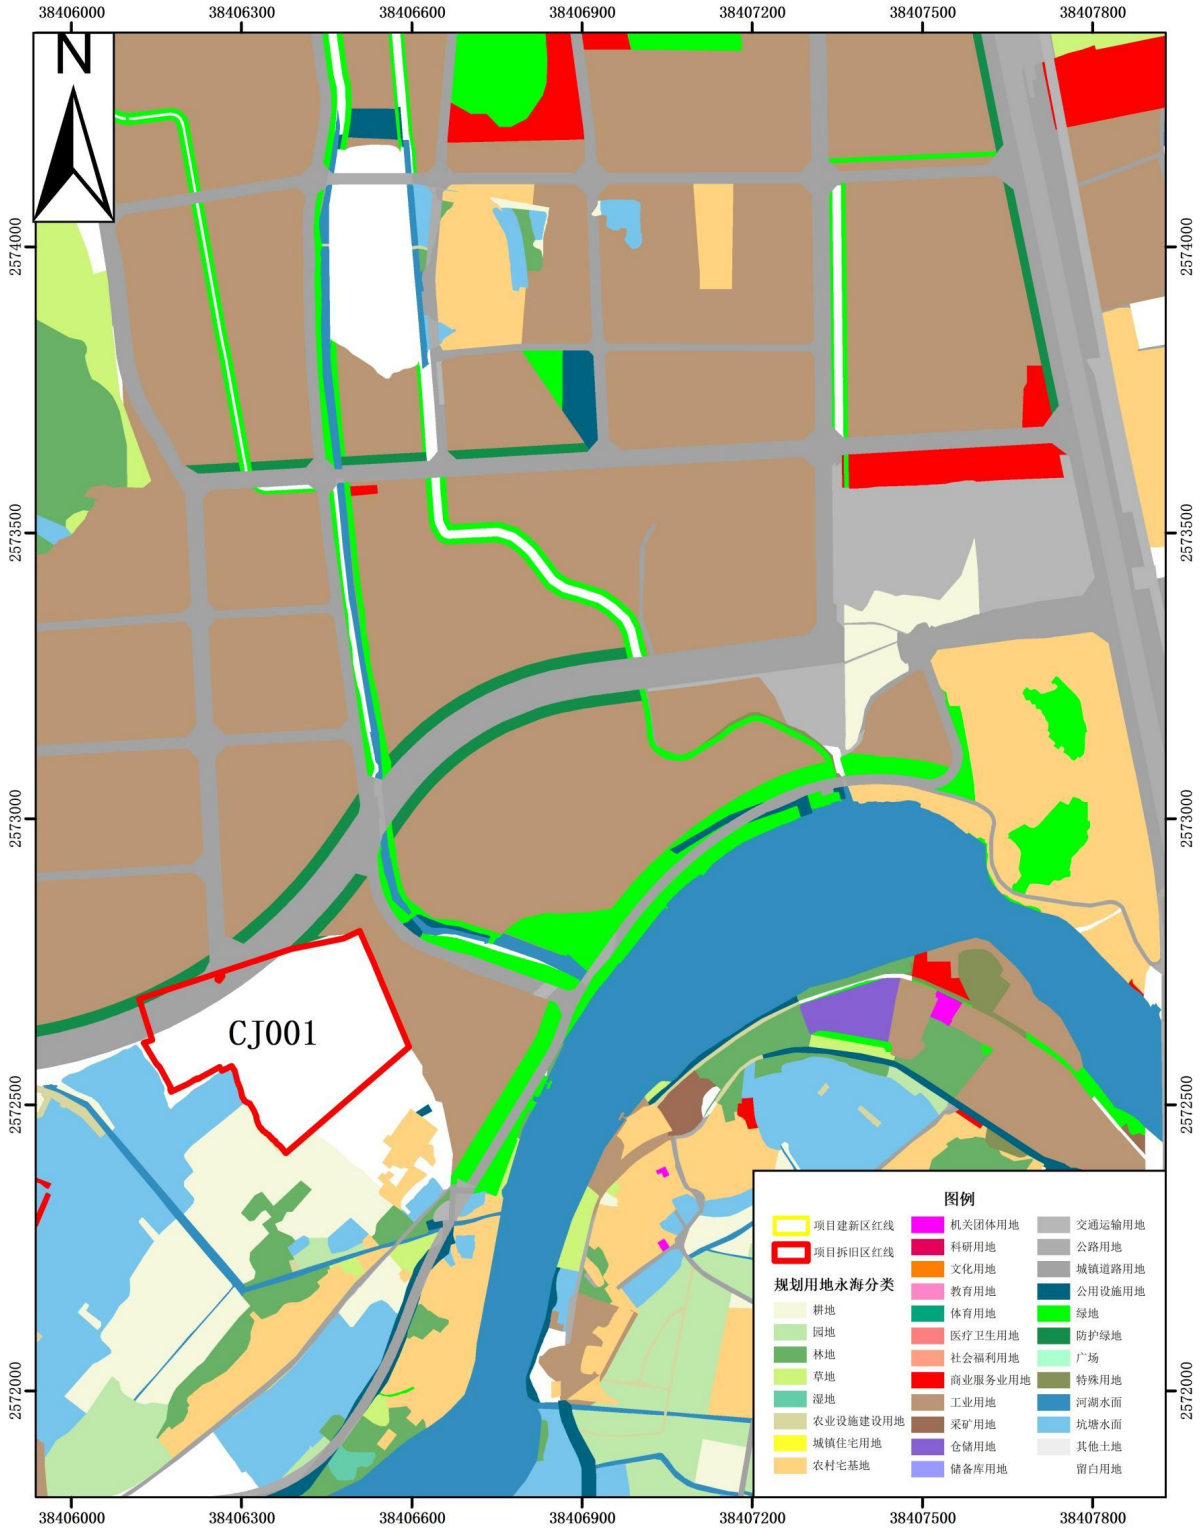 38406000 38406300 38406600 38406900 38407200 38407500 38407800
N
2574000
2573500
2573000
2572500
2572000
2574000
2573500
2573000
2572500
2572000
CJ001
图例
项目建新区红线
项目拆旧区红线
规划用地永海分类
耕地
园地
林地
草地
湿地
农业设施建设用地
城镇住宅用地
农村宅基地
机关团体用地
科研用地
文化用地
教育用地
体育用地
医疗卫生用地
社会福利用地
商业服务业用地
工业用地
采矿用地
仓储用地
储备库用地
交通运输用地
公路用地
城镇道路用地
公用设施用地
绿地
防护绿地
广场
特殊用地
河湖水面
坑塘水面
其他土地
留白用地
38406000 38406300 38406600 38406900 38407200 38407500 38407800